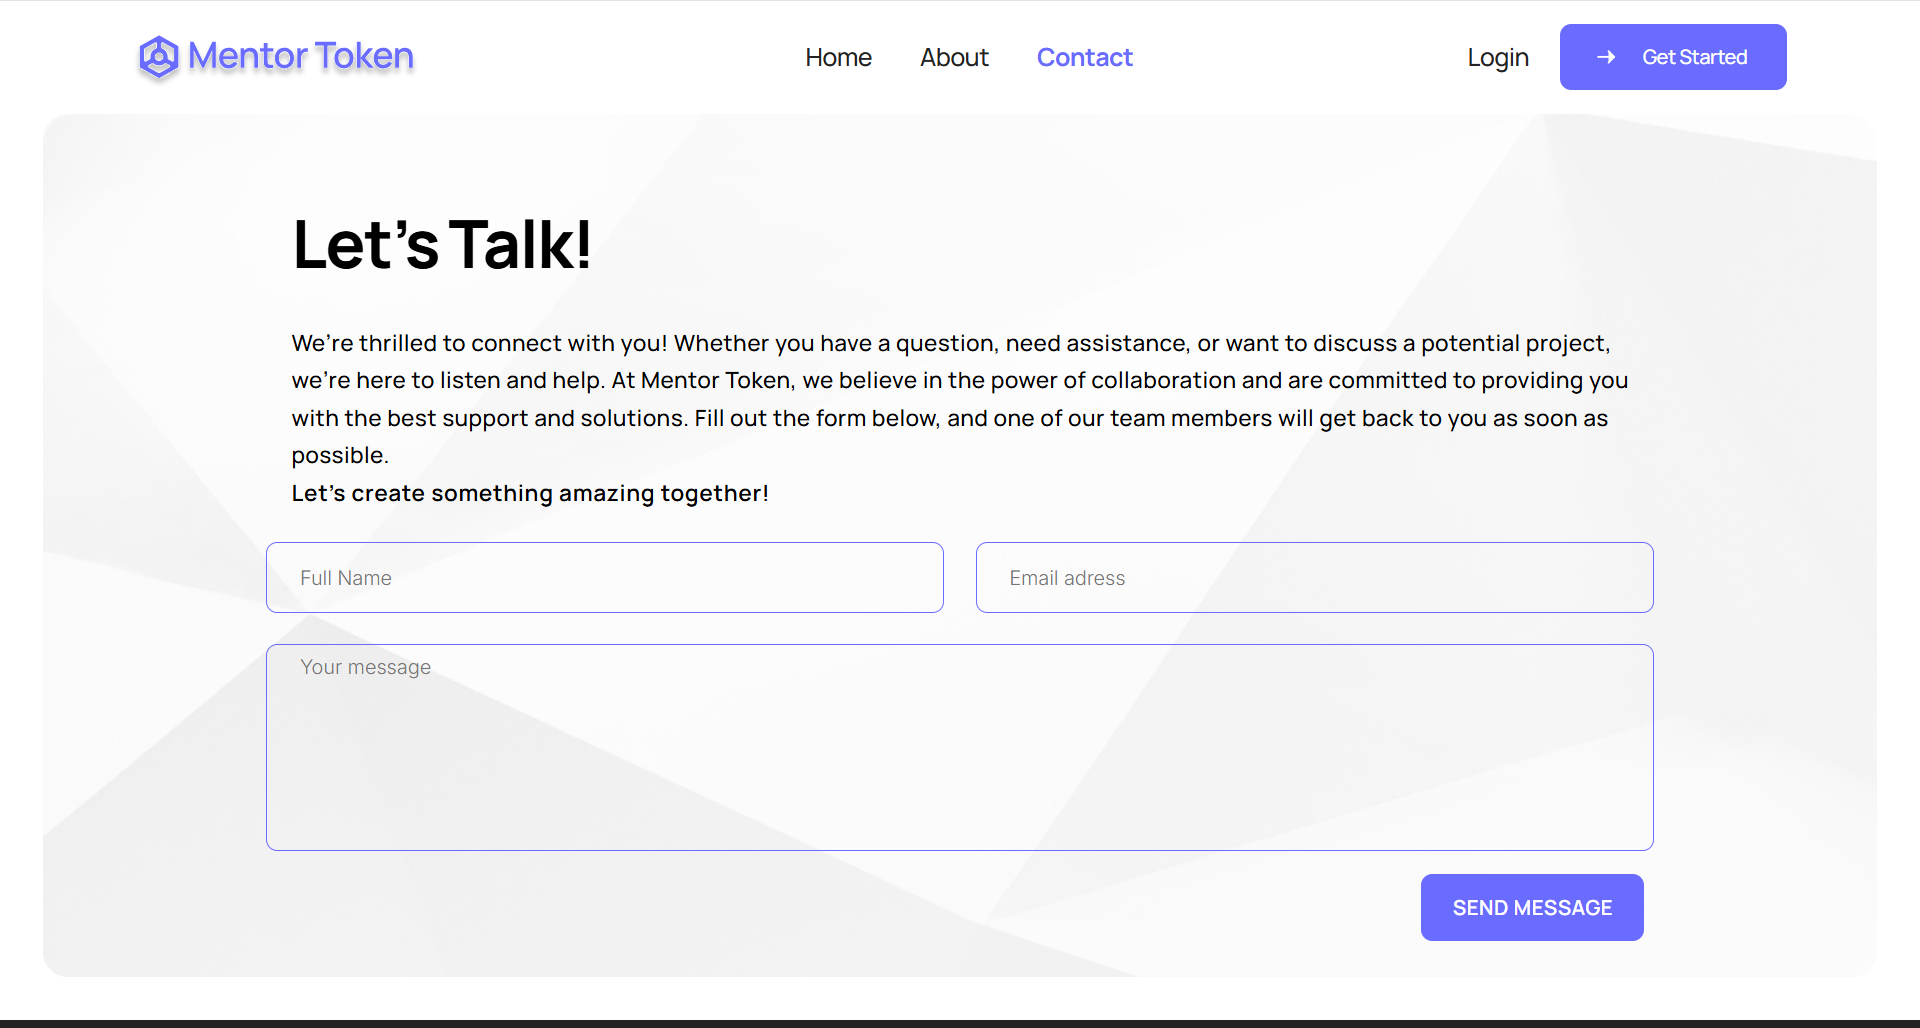 Mentor Token
Home About Contact
Login Get Started
Let's Talk!
We're thrilled to connect with you! Whether you have a question, need assistance, or want to discuss a potential project,
we're here to listen and help. At Mentor Token, we believe in the power of collaboration and are committed to providing you
with the best support and solutions. Fill out the form below, and one of our team members will get back to you as soon as
possible.
Let's create something amazing together!
Full Name
Email adress
Your message
SEND MESSAGE